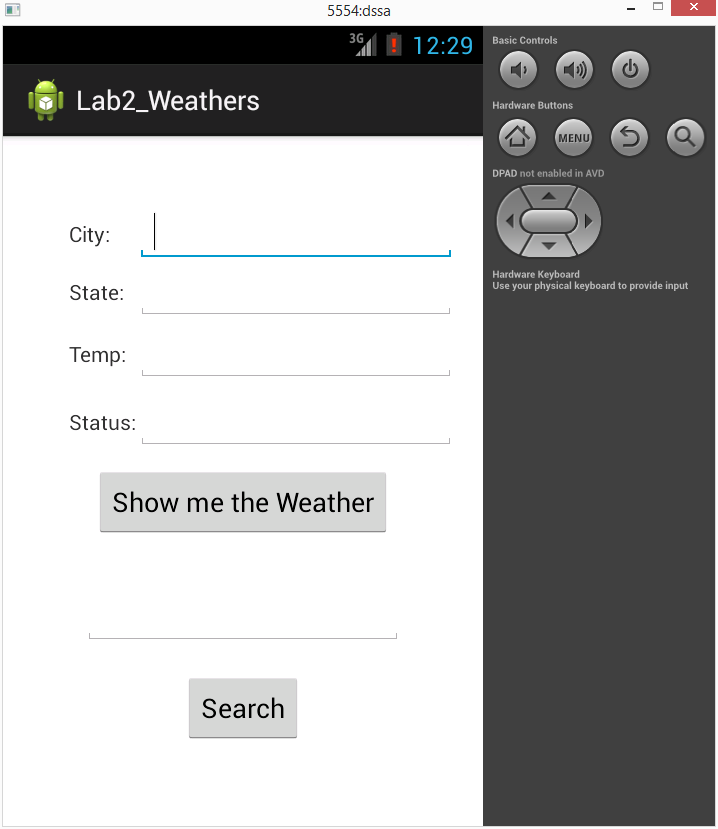 5554:dssa
3G 12:29
Lab2_Weathers
City:
State:
Temp:
Status:
Show me the Weather
Search
Basic Controls
Hardware Buttons
MENU
DPAD not enabled in AVD
Hardware Keyboard
Use your physical keyboard to provide input